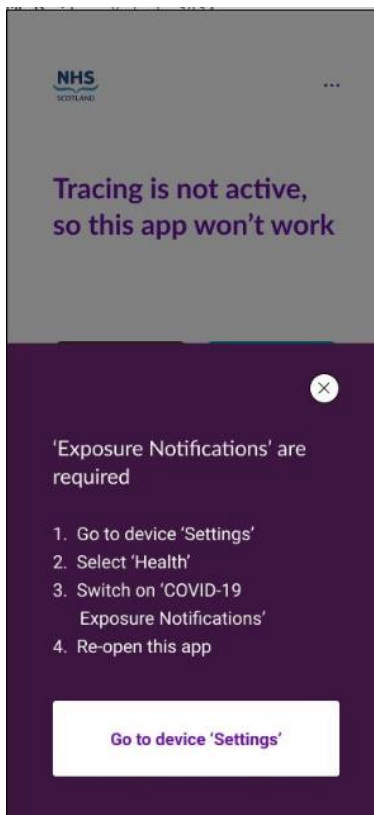 NHS
SCOTLAND
...
Tracing is not active,
so this app won't work
'Exposure Notifications' are
required
1. Go to device 'Settings'
2. Select 'Health'
3. Switch on 'COVID-19
Exposure Notifications'
4. Re-open this app
Go to device 'Settings'